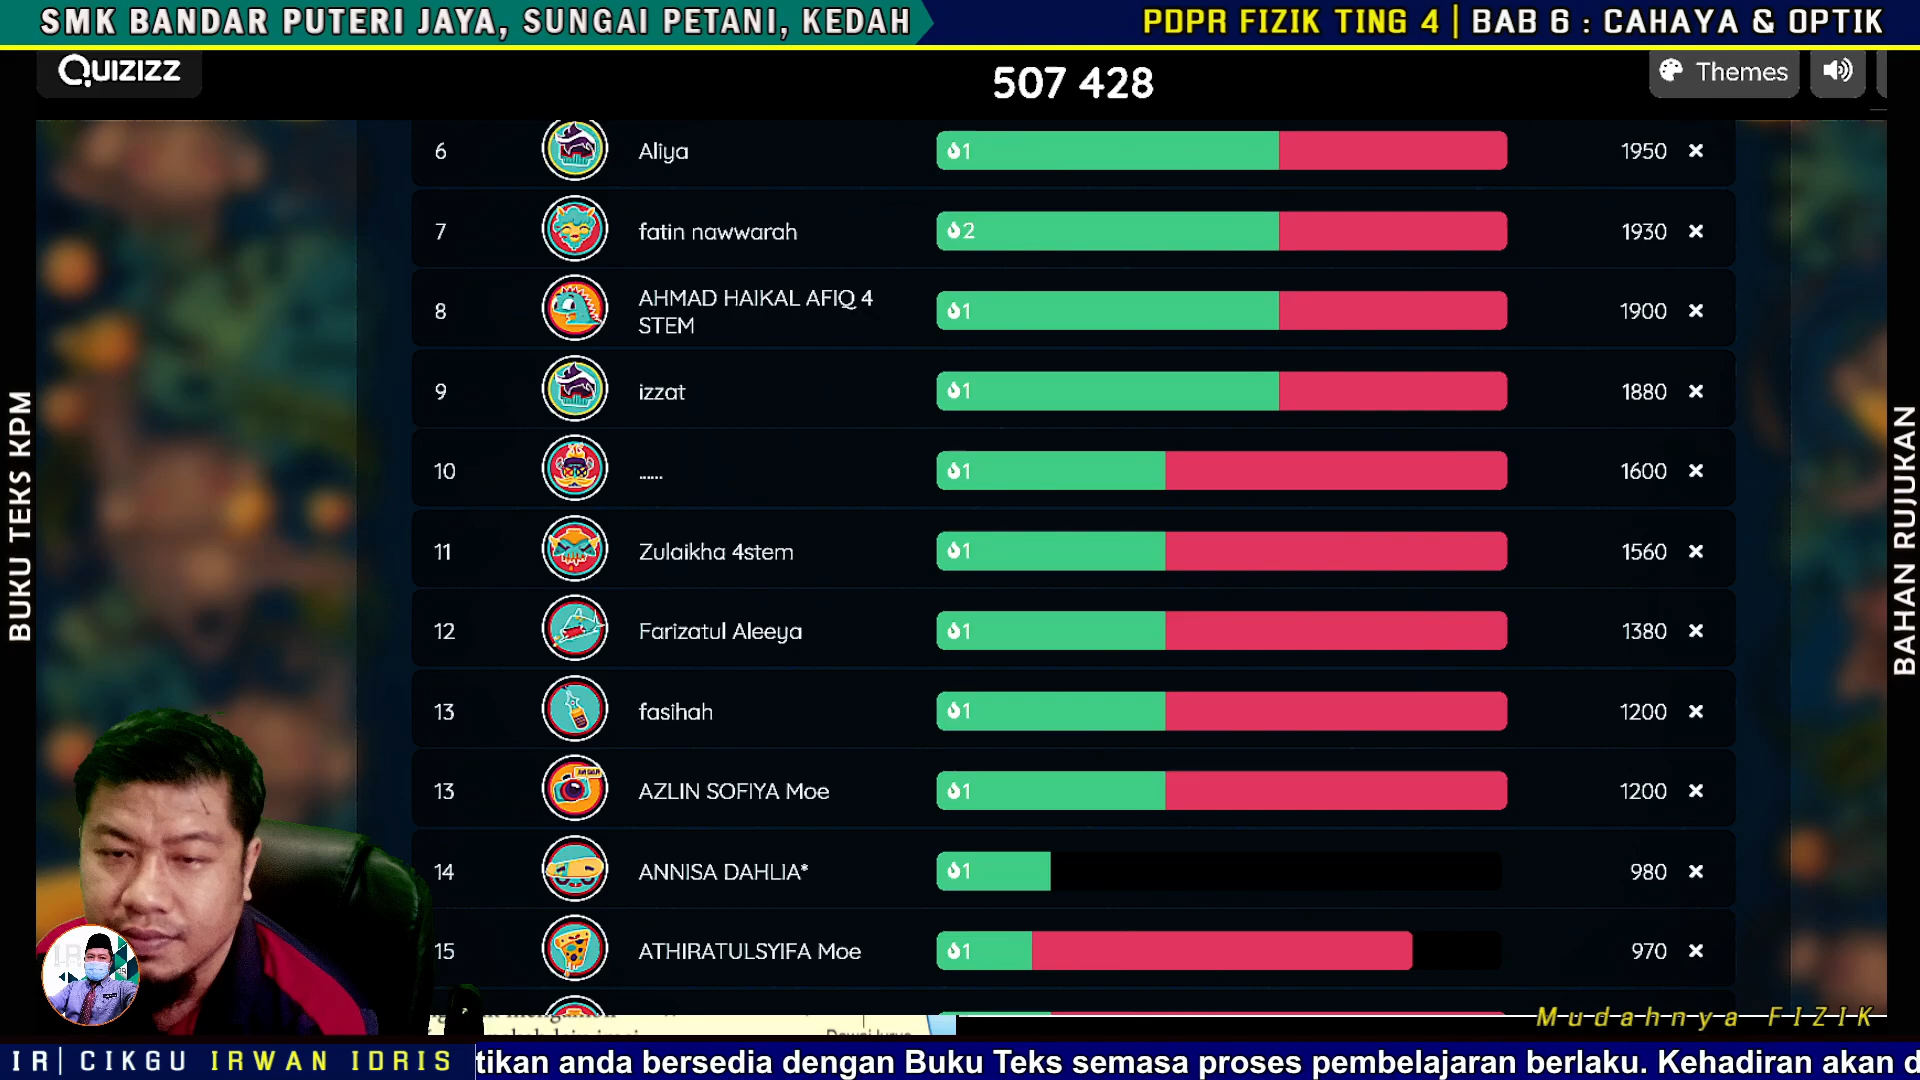 SMK BANDAR PUTERI JAYA, SUNGAI PETANI, KEDAH
PDPR FIZIK TING 4 | BAB 6 : CAHAYA & OPTIK
QUIZIZZ
507 428
Themes
6 Aliya 1 1950 ×
7 fatin nawwarah 2 1930 ×
8 AHMAD HAIKAL AFIQ 4 STEM 1 1900 ×
9 izzat 1 1880 ×
10 ...... 1 1600 ×
11 Zulaikha 4stem 1 1560 ×
12 Farizatul Aleeya 1 1380 ×
13 fasihah 1 1200 ×
13 AZLIN SOFIYA Moe 1 1200 ×
14 ANNISA DAHLIA* 1 980 ×
15 ATHIRATULSYIFA Moe 1 970 ×
BUKU TEKS KPM
BAHAN RUJUKAN
Mudahnya FIZIK
IR| CIKGU IRWAN IDRIS
tikan anda bersedia dengan Buku Teks semasa proses pembelajaran berlaku. Kehadiran akan d